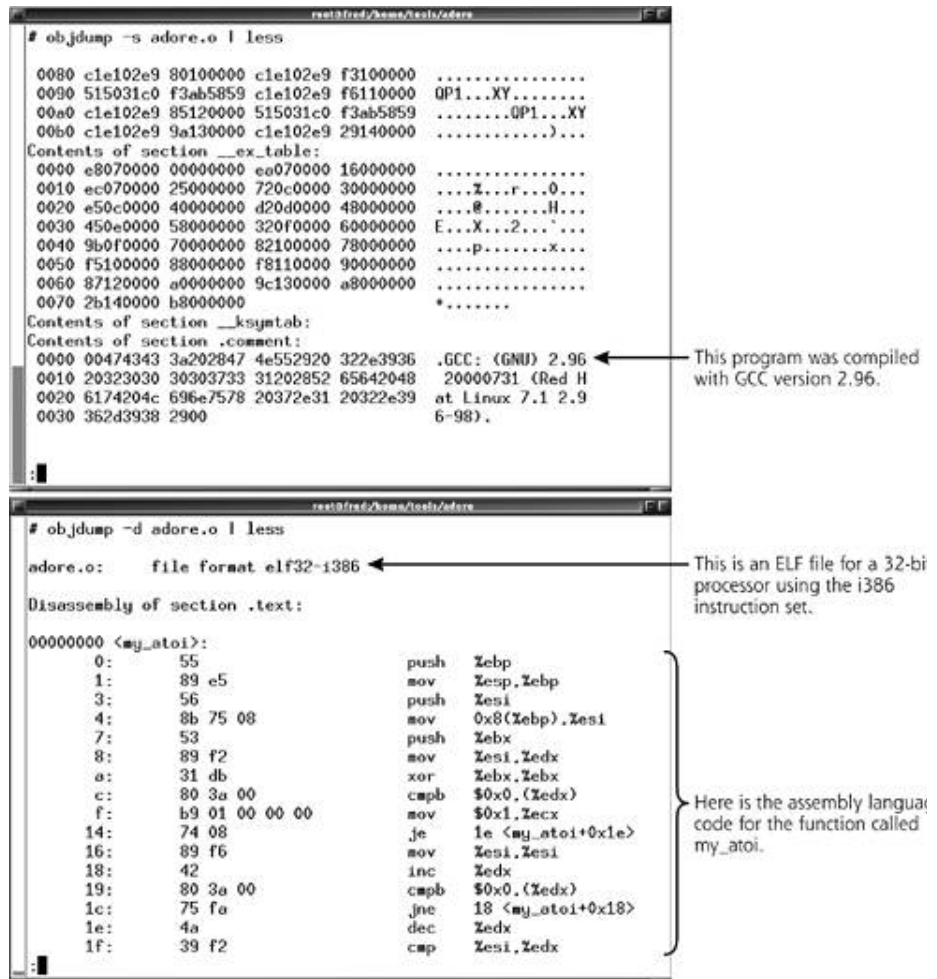 root@fred:/home/tools/adore
# objdump -s adore.o | less
0080 c1e102e9 80100000 c1e102e9 f3100000 ................
0090 515031c0 f3ab5859 c1e102e9 f6110000 QP1...XY........
00a0 c1e102e9 85120000 515031c0 f3ab5859 ........QP1...XY
00b0 c1e102e9 9a130000 c1e102e9 29140000 ............)...
Contents of section __ex_table:
0000 e8070000 00000000 ea070000 16000000 ................
0010 ec070000 25000000 720c0000 30000000 ....%...r...0...
0020 e50c0000 40000000 d20d0000 48000000 ....@.......H...
0030 450e0000 58000000 320f0000 60000000 E...X...2...`...
0040 9b0f0000 70000000 82100000 78000000 ....p.......x...
0050 f5100000 88000000 f8110000 90000000 ................
0060 87120000 a0000000 9c130000 a8000000 ................
0070 2b140000 b8000000 +.......
Contents of section __ksymtab:
Contents of section .comment:
0000 00474343 3a202847 4e552920 322e3936 .GCC: (GNU) 2.96
0010 20323030 30303733 31202852 65642048 20000731 (Red H
0020 6174204c 696e7578 20372e31 20322e39 at Linux 7.1 2.9
0030 362d3938 2900 6-98).
:
This program was compiled
with GCC version 2.96.
root@fred:/home/tools/adore
# objdump -d adore.o | less
adore.o: file format elf32-i386
Disassembly of section .text:
00000000 <my_atoi>:
0: 55 push %ebp
1: 89 e5 mov %esp,%ebp
3: 56 push %esi
4: 8b 75 08 mov 0x8(%ebp),%esi
7: 53 push %ebx
8: 89 f2 mov %esi,%edx
a: 31 db xor %ebx,%ebx
c: 80 3a 00 cmpb $0x0,(%edx)
f: b9 01 00 00 00 mov $0x1,%ecx
14: 74 08 je 1e <my_atoi+0x1e>
16: 89 f6 mov %esi,%esi
18: 42 inc %edx
19: 80 3a 00 cmpb $0x0,(%edx)
1c: 75 fa jne 18 <my_atoi+0x18>
1e: 4a dec %edx
1f: 39 f2 cmp %esi,%edx
:
This is an ELF file for a 32-bi
processor using the i386
instruction set.
Here is the assembly languag
code for the function called
my_atoi.